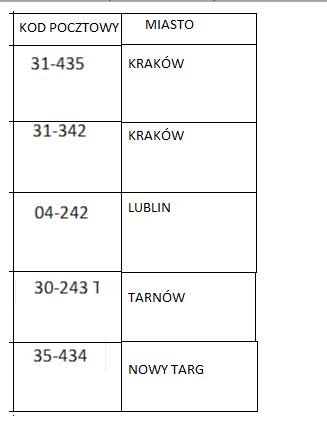 KOD POCZTOWY MIASTO
31-435 KRAKÓW
31-342 KRAKÓW
04-242 LUBLIN
30-243 T TARNÓW
35-434 NOWY TARG